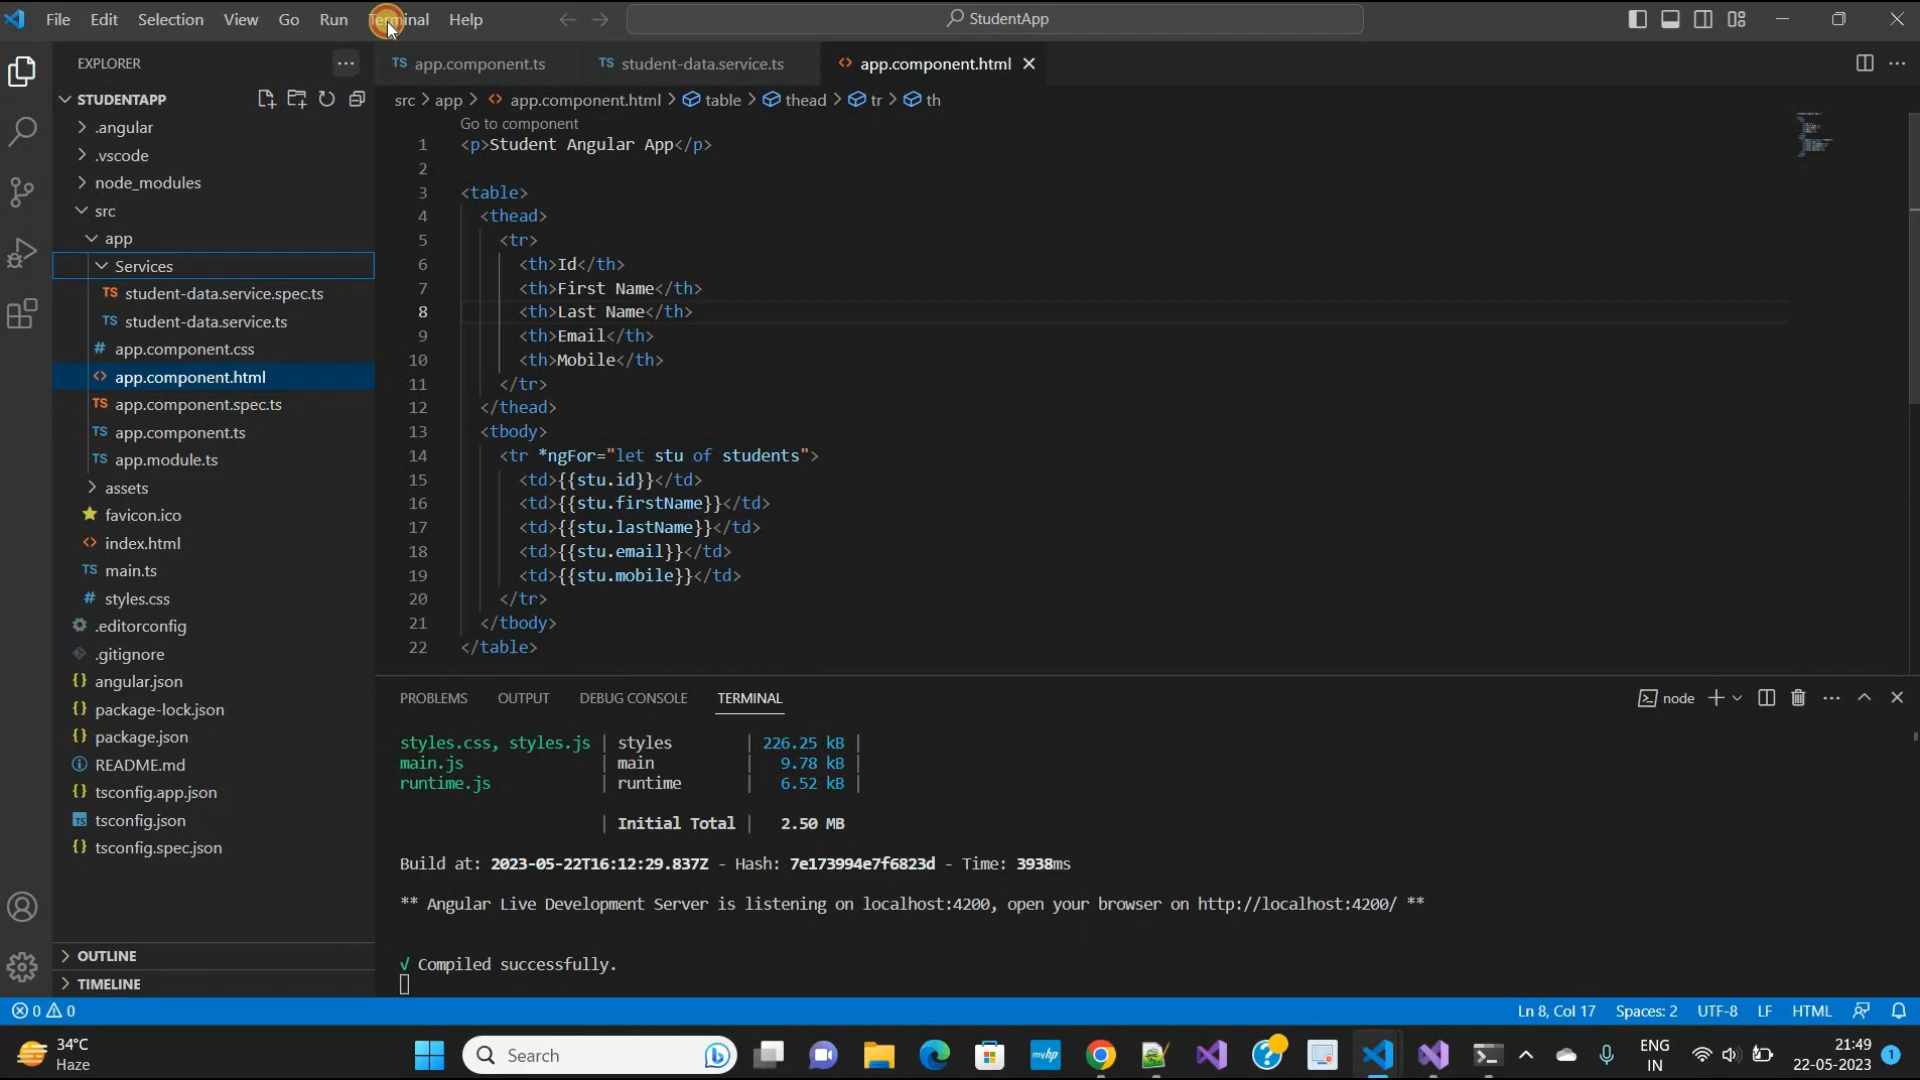 File Edit Selection View Go Run Terminal Help StudentApp
EXPLORER
STUDENTAPP
.angular
.vscode
node_modules
src
app
Services
TS student-data.service.spec.ts
TS student-data.service.ts
# app.component.css
<> app.component.html
TS app.component.spec.ts
TS app.component.ts
TS app.module.ts
assets
favicon.ico
<> index.html
TS main.ts
# styles.css
.editorconfig
.gitignore
{} angular.json
{} package-lock.json
{} package.json
README.md
{} tsconfig.app.json
TS tsconfig.json
{} tsconfig.spec.json
OUTLINE
TIMELINE
TS app.component.ts TS student-data.service.ts <> app.component.html
src > app > <> app.component.html > table > thead > tr > th
Go to component
1 <p>Student Angular App</p>
2
3 <table>
4 <thead>
5 <tr>
6 <th>Id</th>
7 <th>First Name</th>
8 <th>Last Name</th>
9 <th>Email</th>
10 <th>Mobile</th>
11 </tr>
12 </thead>
13 <tbody>
14 <tr *ngFor="let stu of students">
15 <td>{{stu.id}}</td>
16 <td>{{stu.firstName}}</td>
17 <td>{{stu.lastName}}</td>
18 <td>{{stu.email}}</td>
19 <td>{{stu.mobile}}</td>
20 </tr>
21 </tbody>
22 </table>
PROBLEMS OUTPUT DEBUG CONSOLE TERMINAL node
styles.css, styles.js | styles | 226.25 kB |
main.js | main | 9.78 kB |
runtime.js | runtime | 6.52 kB |
| Initial Total | 2.50 MB
Build at: 2023-05-22T16:12:29.837Z - Hash: 7e173994e7f6823d - Time: 3938ms
** Angular Live Development Server is listening on localhost:4200, open your browser on http://localhost:4200/ **
√ Compiled successfully.
0 0 Ln 8, Col 17 Spaces: 2 UTF-8 LF HTML
34°C
Haze
Search
myhp
ENG
IN
21:49
22-05-2023
1